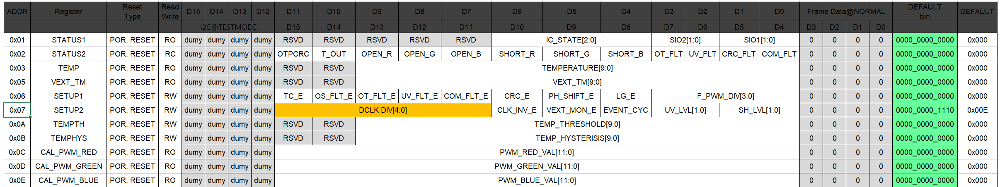 ADDR Register Reset Type Read Write D15 D14 D13 D12 D11 D10 D9 D8 D7 D6 D5 D4 D3 D2 D1 D0 Frame Data@NORMAL DEFAULT bin DEFAULT
I2C@TESTMODE D15 D14 D13 D12 D11 D10 D9 D8 D7 D6 D5 D4 D3 D2 D1 D0
0x01 STATUS1 POR, RESET RO dumy dumy dumy dumy RSVD RSVD RSVD RSVD RSVD IC_STATE[2:0] SIO2[1:0] SIO1[1:0] 0 0 0 0 0000_0000_0000 0x000
0x02 STATUS2 POR, RESET RC dumy dumy dumy dumy OTPCRC T_OUT OPEN_R OPEN_G OPEN_B SHORT_R SHORT_G SHORT_B OT_FLT UV_FLT CRC_FLT COM_FLT 0 0 0 0 0000_0000_0000 0x000
0x03 TEMP POR, RESET RO dumy dumy dumy dumy RSVD RSVD TEMPERATURE[9:0] 0 0 0 0 0000_0000_0000 0x000
0x05 VEXT_TM POR, RESET RO dumy dumy dumy dumy RSVD RSVD VEXT_TM[9:0] 0 0 0 0 0000_0000_0000 0x000
0x06 SETUP1 POR, RESET RW dumy dumy dumy dumy TC_E OS_FLT_E OT_FLT_E UV_FLT_E COM_FLT_E CRC_E PH_SHIFT_E LG_E F_PWM_DIV[3:0] 0 0 0 0 0000_0000_0000 0x000
0x07 SETUP2 POR, RESET RW dumy dumy dumy dumy DCLK DIV[4:0] CLK_INV_E VEXT_MON_E EVENT_CYC UV_LVL[1:0] SH_LVL[1:0] 0 0 0 0 0000_0000_1110 0x00E
0x0A TEMPTH POR, RESET RW dumy dumy dumy dumy RSVD RSVD TEMP_THRESHOLD[9:0] 0 0 0 0 0000_0000_0000 0x000
0x0B TEMPHYS POR, RESET RW dumy dumy dumy dumy RSVD RSVD TEMP_HYSTERISIS[9:0] 0 0 0 0 0000_0000_0000 0x000
0x0C CAL_PWM_RED POR, RESET RO dumy dumy dumy dumy PWM_RED_VAL[11:0] 0 0 0 0 0000_0000_0000 0x000
0x0D CAL_PWM_GREEN POR, RESET RO dumy dumy dumy dumy PWM_GREEN_VAL[11:0] 0 0 0 0 0000_0000_0000 0x000
0x0E CAL_PWM_BLUE POR, RESET RO dumy dumy dumy dumy PWM_BLUE_VAL[11:0] 0 0 0 0 0000_0000_0000 0x000